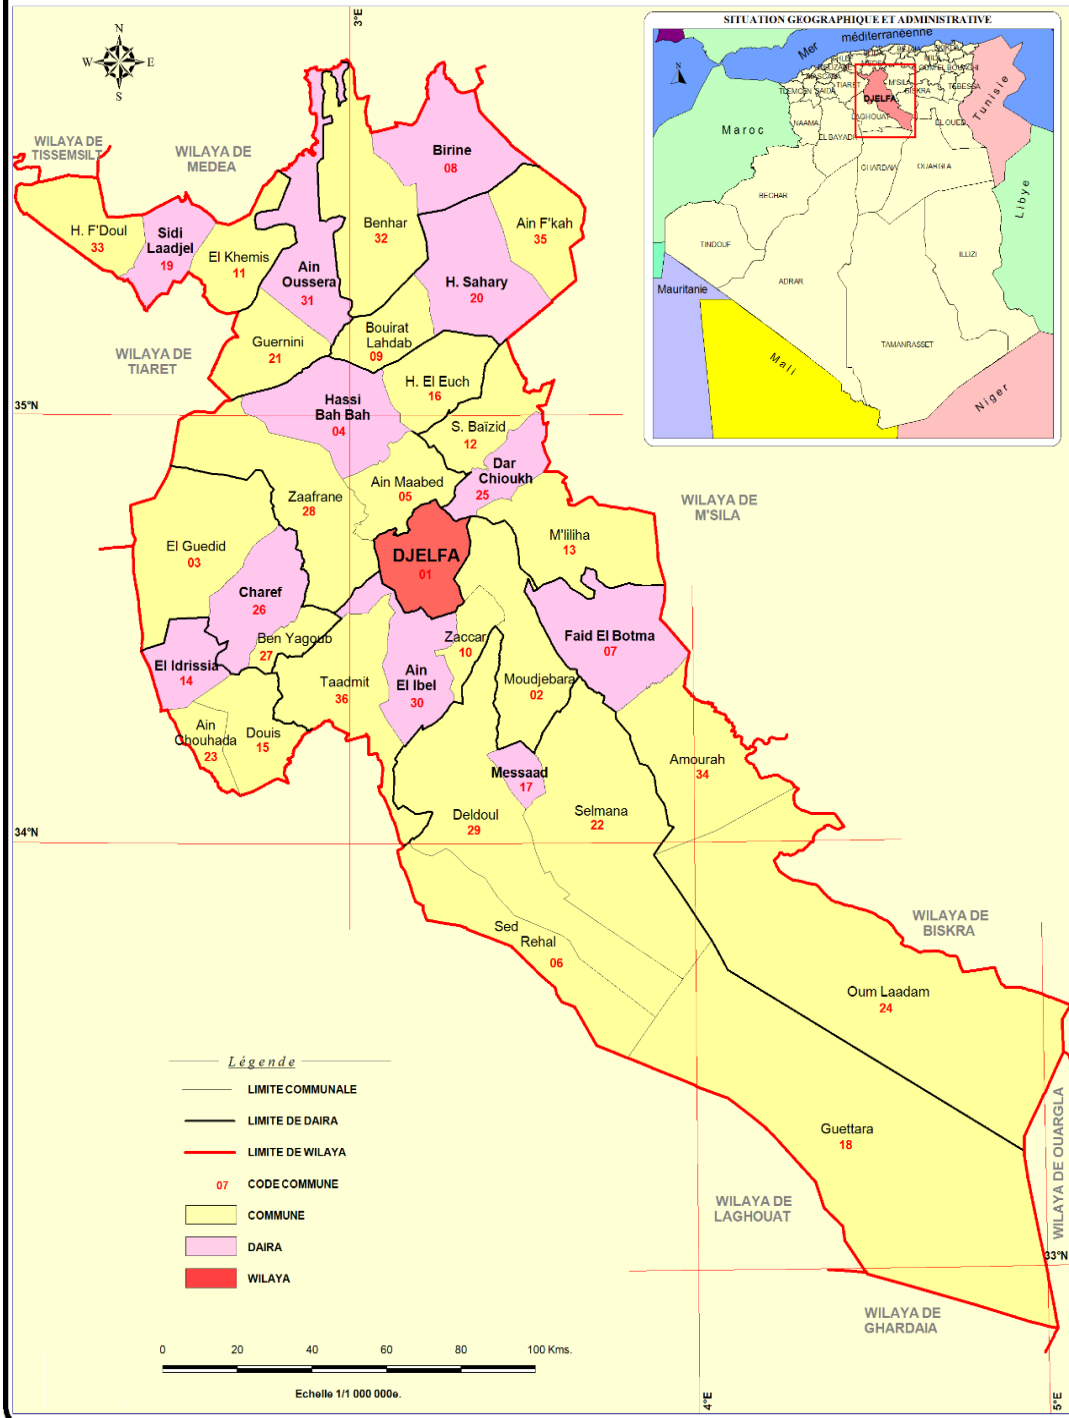 3°E
N
W
E
S
SITUATION GEOGRAPHIQUE ET ADMINISTRATIVE
Mer méditerranéenne
N
MEDEA
M'SILA
MILA
BOUAGHI
MASCARA
TIARET
BISKRA
TEBESSA
TLEMCEN
SAIDA
DJELFA
LAGHOUAT
NAAMA
EL BAYADH
EL OUED
GHARDAIA
OUARGLA
BECHAR
TINDOUF
ADRAR
ILLIZI
TAMANRASSET
Maroc
Tunisie
Libye
Mauritanie
Mali
Niger
WILAYA DE
TISSEMSILT
WILAYA DE
MEDEA
Birine
08
H. F'Doul
33
Sidi
Laadjel
19
El Khemis
11
Ain
Oussera
31
Benhar
32
Ain F'kah
35
H. Sahary
20
Guernini
21
Bouirat
Lahdab
09
WILAYA DE
TIARET
H. El Euch
16
Hassi
Bah Bah
04
35°N
S. Baïzid
12
Dar
Chioukh
25
Ain Maabed
05
Zaafrane
28
WILAYA DE
M'SILA
M'liliha
13
El Guedid
03
DJELFA
01
Charef
26
Ben Yagoub
27
Zaccar
10
Faid El Botma
07
El Idrissia
14
Taadmit
36
Ain
El Ibel
30
Moudjebara
02
Ain
Chouhada
23
Douis
15
Messaad
17
Amourah
34
Deldoul
29
Selmana
22
34°N
Sed
Rehal
06
WILAYA DE
BISKRA
Oum Laadam
24
Guettara
18
Légende
LIMITE COMMUNALE
LIMITE DE DAIRA
LIMITE DE WILAYA
07 CODE COMMUNE
COMMUNE
DAIRA
WILAYA
WILAYA DE OUARGLA
WILAYA DE
LAGHOUAT
33°N
WILAYA DE
GHARDAIA
0 20 40 60 80 100 Kms.
Echelle 1/1 000 000e.
4°E
5°E